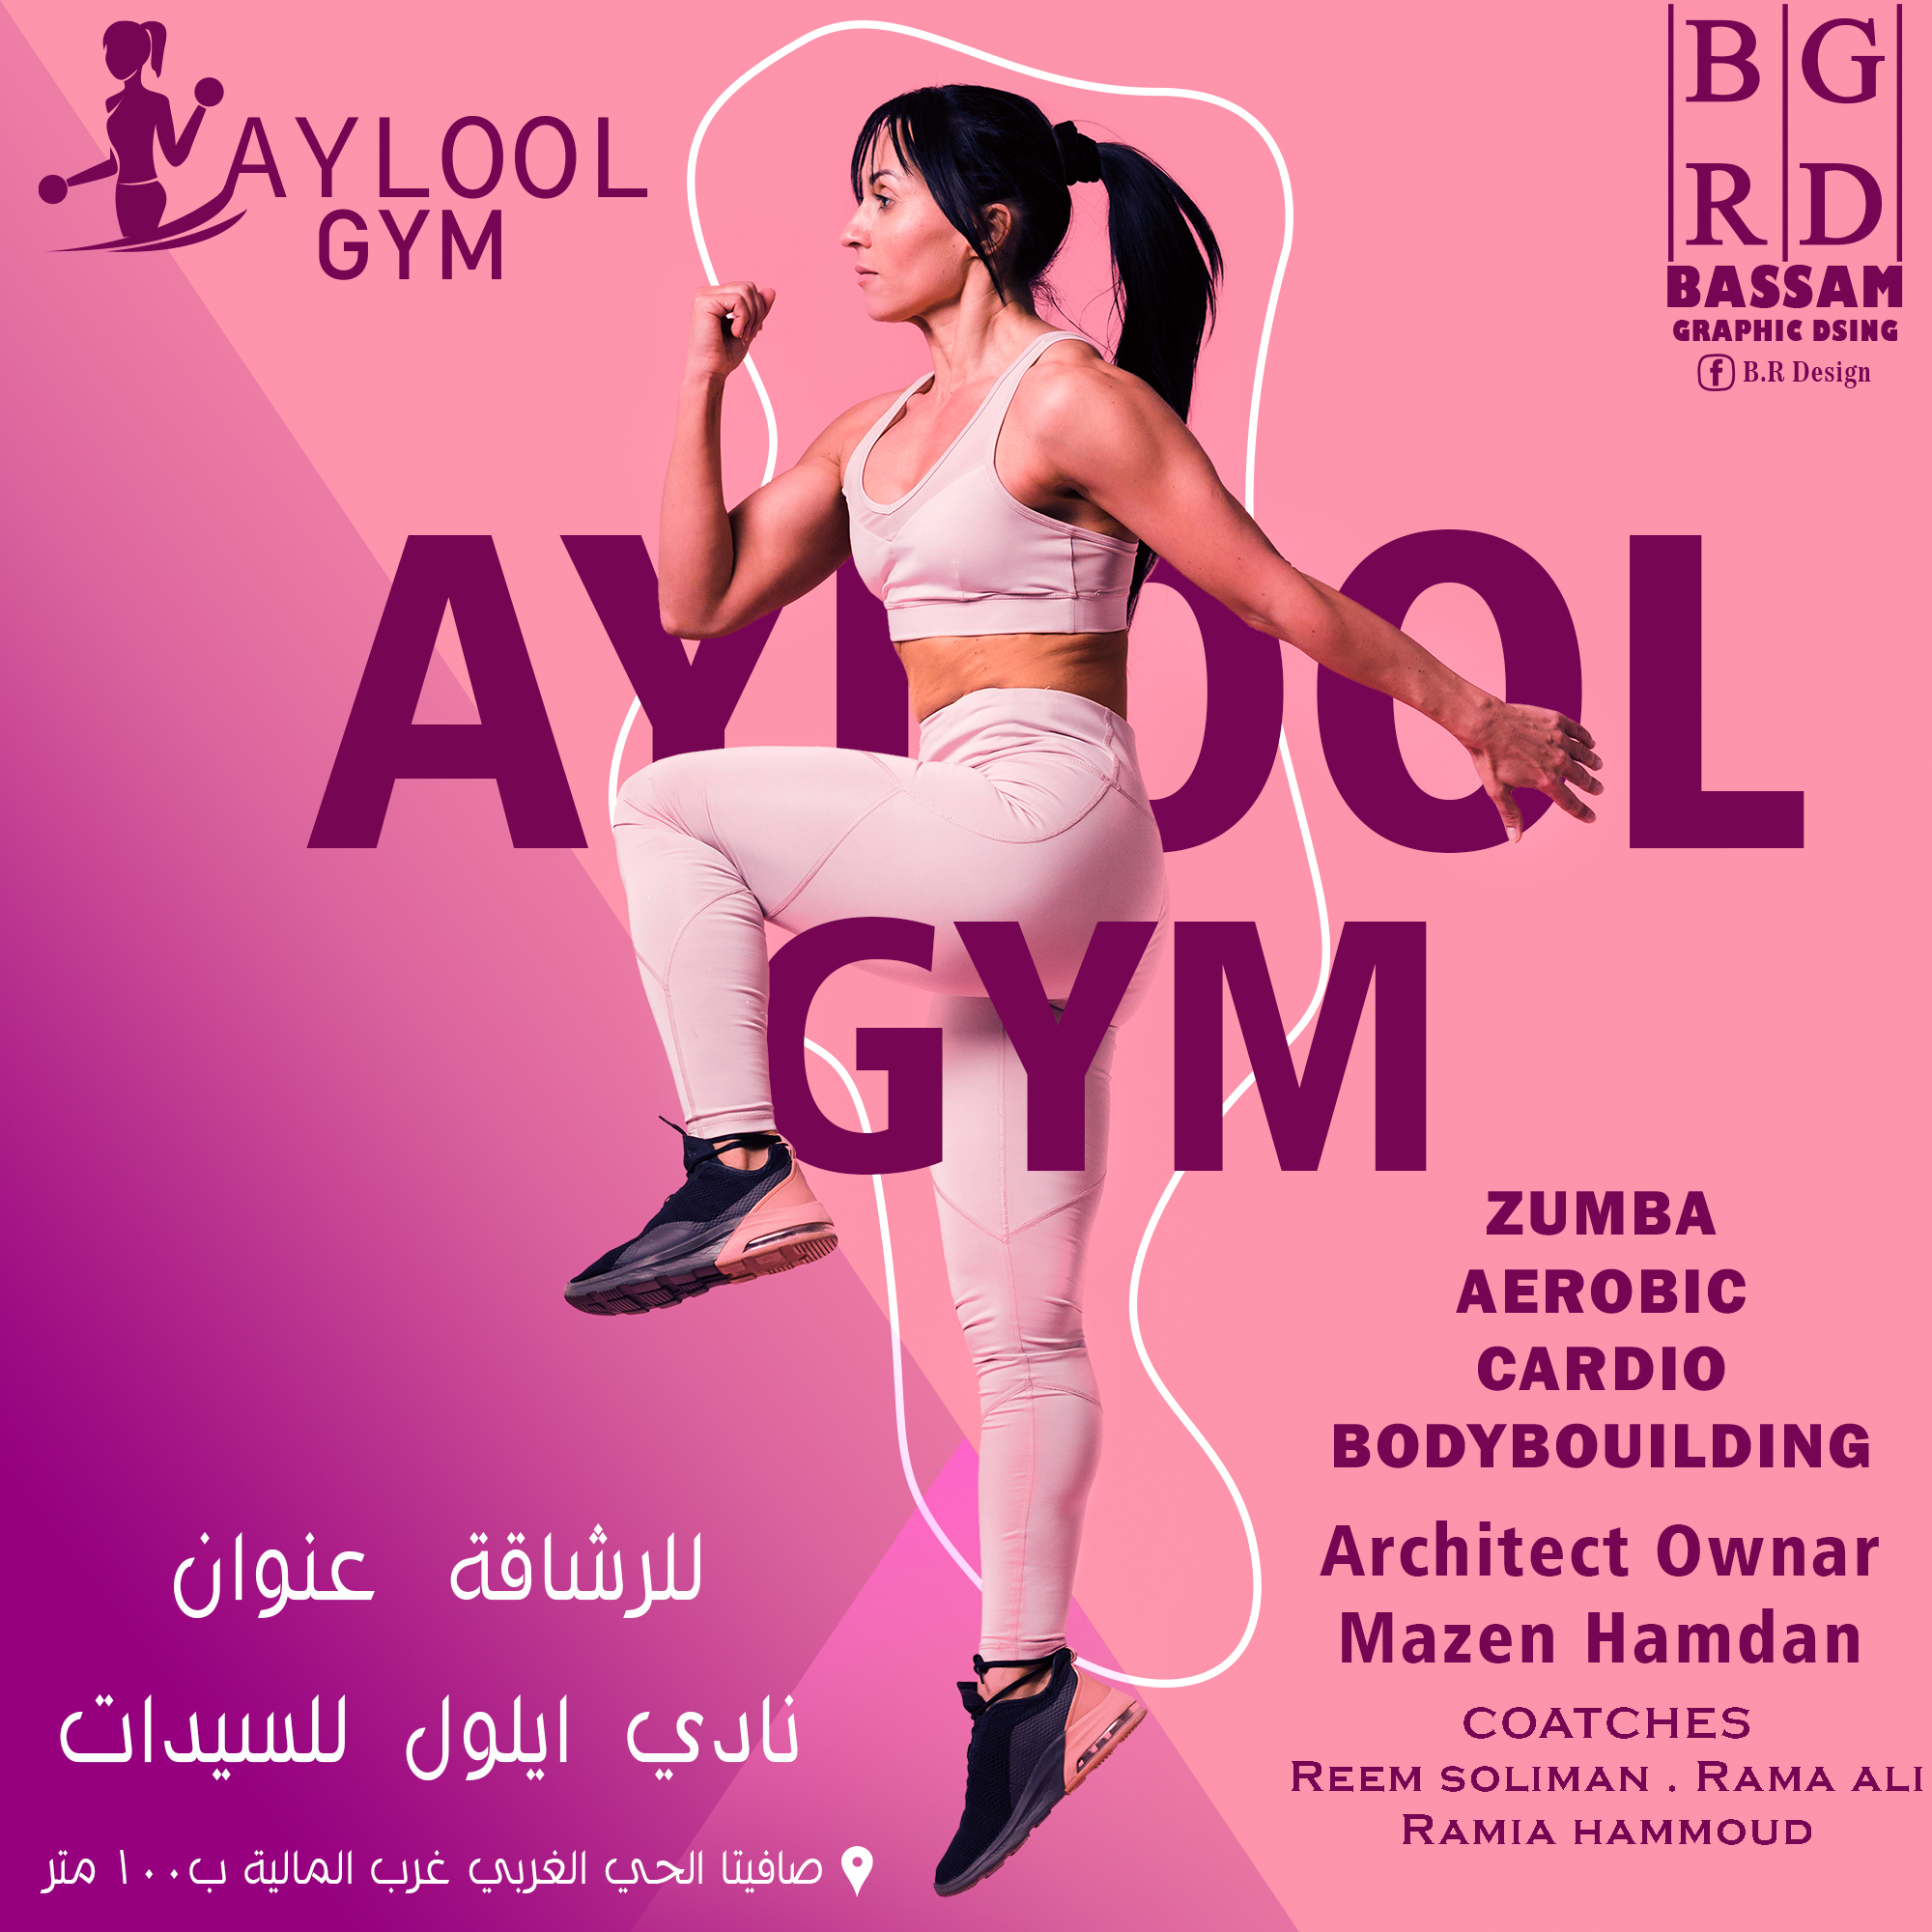 AYLOOL
GYM
B G
R D
BASSAM
GRAPHIC DSING
B.R Design
AYLOOL
GYM
ZUMBA
AEROBIC
CARDIO
BODYBOUILDING
Architect Ownar
Mazen Hamdan
COATCHES
REEM SOLIMAN . RAMA ALI
RAMIA HAMMOUD
للرشاقة عنوان
نادي ايلول للسيدات
صافيتا الحي الغربي غرب المالية ب١٠٠ متر